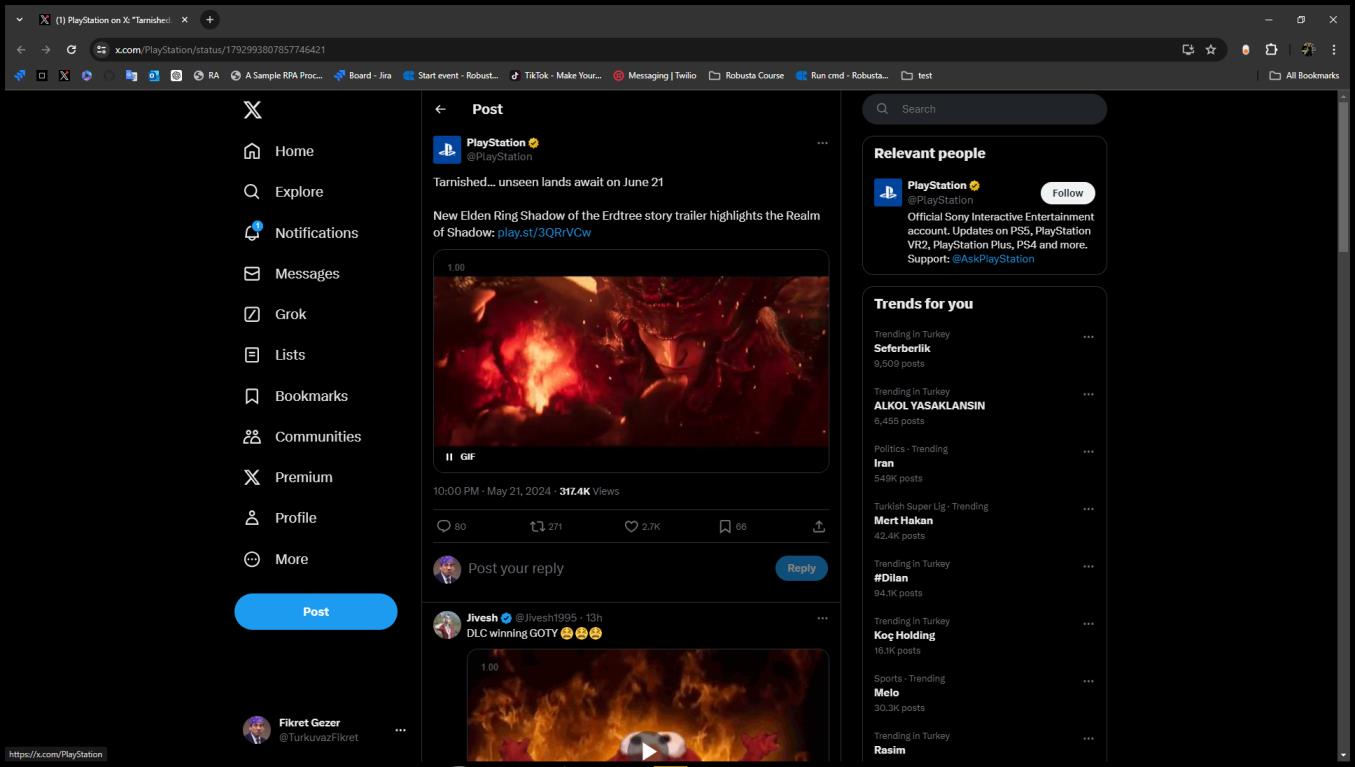 (1) PlayStation on X: "Tarnished.
x.com/PlayStation/status/1792993807857746421
RA
A Sample RPA Proc...
Board - Jira
Start event - Robust...
TikTok - Make Your...
Messaging | Twilio
Robusta Course
Run cmd - Robusta...
test
All Bookmarks
Home
Explore
1
Notifications
Messages
Grok
Lists
Bookmarks
Communities
Premium
Profile
More
Post
Fikret Gezer
@TurkuvazFikret
https://x.com/PlayStation
Post
PlayStation
@PlayStation
Tarnished... unseen lands await on June 21
New Elden Ring Shadow of the Erdtree story trailer highlights the Realm
of Shadow: play.st/3QRrVCw
1.00
GIF
10:00 PM · May 21, 2024 · 317.4K Views
80
271
2.7K
66
Post your reply
Reply
Jivesh @Jivesh1995 · 13h
DLC winning GOTY 😫😫😫
1.00
Search
Relevant people
PlayStation
@PlayStation
Follow
Official Sony Interactive Entertainment
account. Updates on PS5, PlayStation
VR2, PlayStation Plus, PS4 and more.
Support: @AskPlayStation
Trends for you
Trending in Turkey
Seferberlik
9,509 posts
Trending in Turkey
ALKOL YASAKLANSIN
6,455 posts
Politics · Trending
Iran
549K posts
Turkish Super Lig · Trending
Mert Hakan
42.4K posts
Trending in Turkey
#Dilan
94.1K posts
Trending in Turkey
Koç Holding
16.1K posts
Sports · Trending
Melo
30.3K posts
Trending in Turkey
Rasim